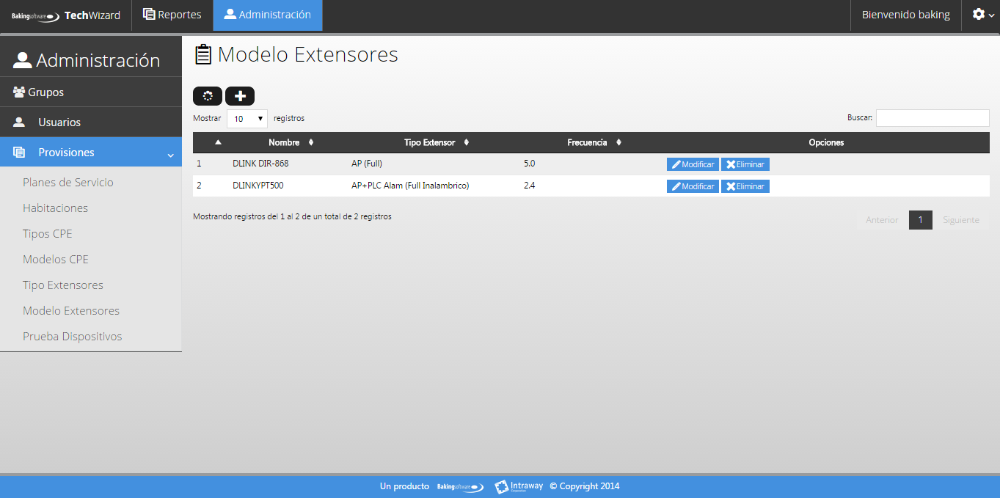 Bakingsoftware TechWizard Reportes Administración Bienvenido baking
Administración
Grupos
Usuarios
Provisiones
Planes de Servicio
Habitaciones
Tipos CPE
Modelos CPE
Tipo Extensores
Modelo Extensores
Prueba Dispositivos
Modelo Extensores
Mostrar 10 registros Buscar:
Nombre Tipo Extensor Frecuencia Opciones
1 DLINK DIR-868 AP (Full) 5.0 Modificar Eliminar
2 DLINKYPT500 AP+PLC Alam (Full Inalambrico) 2.4 Modificar Eliminar
Mostrando registros del 1 al 2 de un total de 2 registros Anterior 1 Siguiente
Un producto Bakingsoftware Intraway Corporation © Copyright 2014